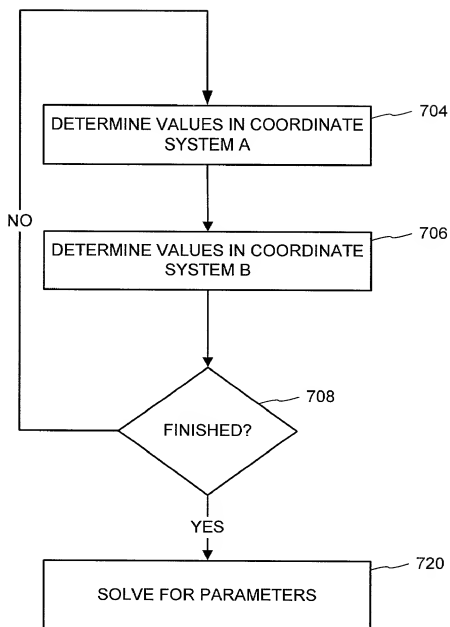 704
DETERMINE VALUES IN COORDINATE
SYSTEM A
NO
706
DETERMINE VALUES IN COORDINATE
SYSTEM B
708
FINISHED?
YES
720
SOLVE FOR PARAMETERS